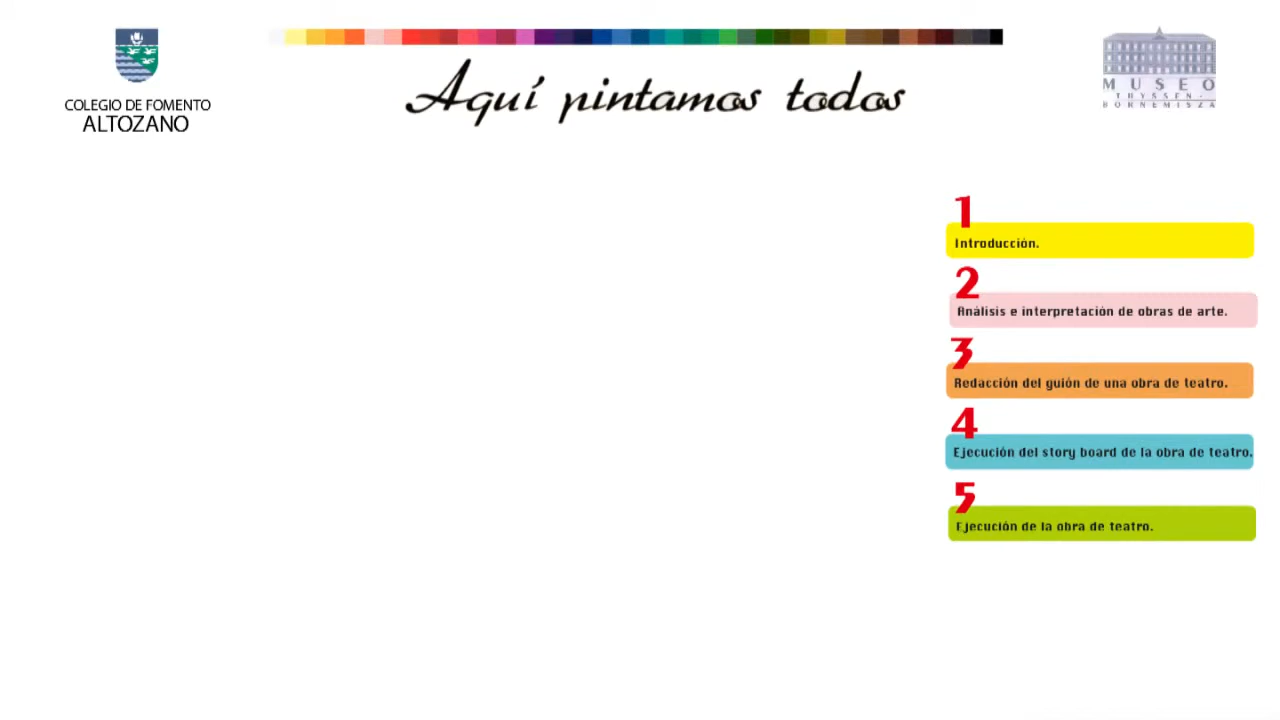 COLEGIO DE FOMENTO
ALTOZANO
Aquí pintamos todos
MUSEO
THYSSEN-
BORNEMISZA
1
Introducción.
2
Análisis e interpretación de obras de arte.
3
Redacción del guión de una obra de teatro.
4
Ejecución del story board de la obra de teatro.
5
Ejecución de la obra de teatro.